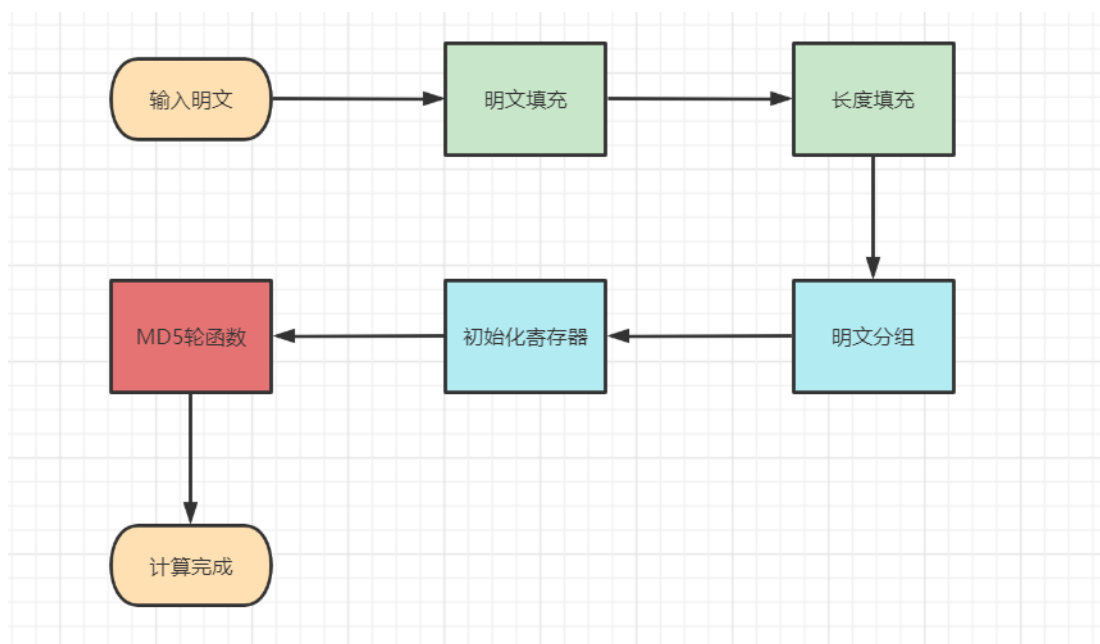 输入明文
明文填充
长度填充
MD5轮函数
初始化寄存器
明文分组
计算完成